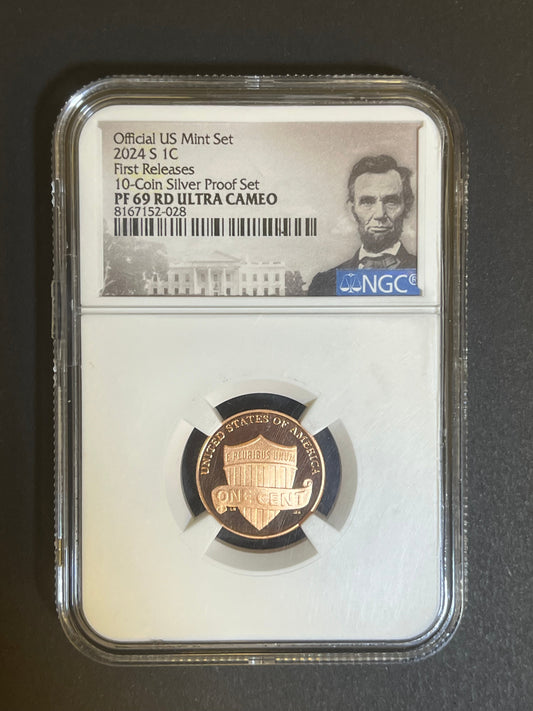 Official US Mint Set
2024 S 1C
First Releases
10-Coin Silver Proof Set
PF 69 RD ULTRA CAMEO
8167152-028
NGC®
UNITED STATES OF AMERICA
E PLURIBUS UNUM
ONE CENT